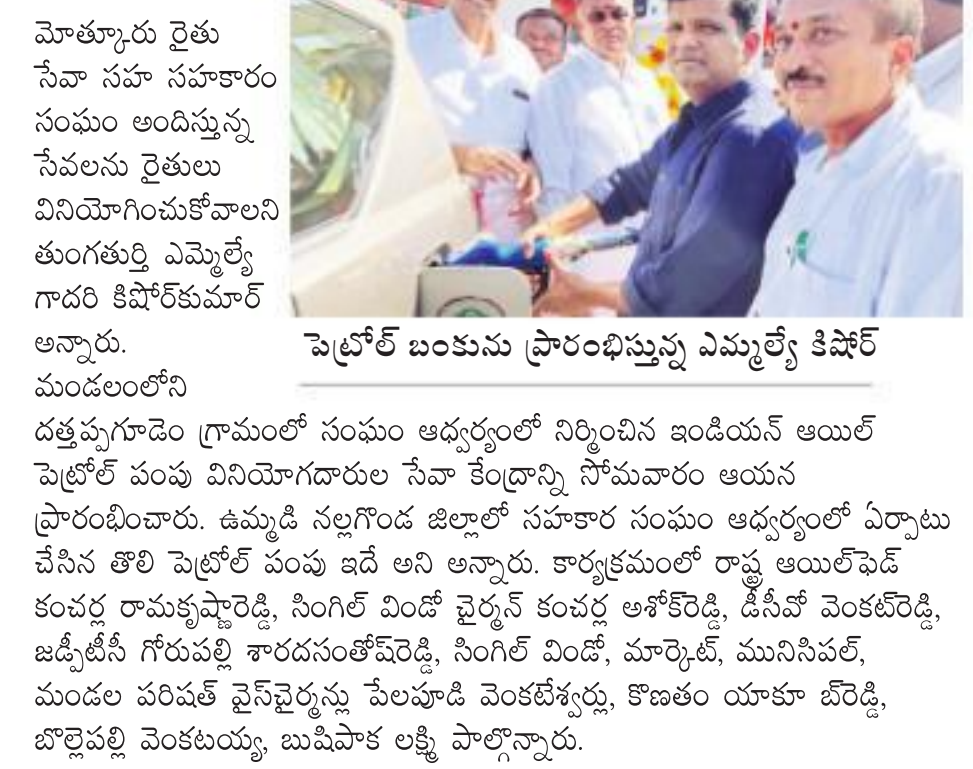 మోత్కూరు రైతు
సేవా సహ సహకారం
సంఘం అందిస్తున్న
సేవలను రైతులు
వినియోగించుకోవాలని
తుంగతుర్తి ఎమ్మెల్యే
గాదరి కిషోర్‌కుమార్
అన్నారు.
మండలంలోని
పెట్రోల్ బంకును ప్రారంభిస్తున్న ఎమ్మల్యే కిషోర్
దత్తప్పగూడెం గ్రామంలో సంఘం ఆధ్వర్యంలో నిర్మించిన ఇండియన్ ఆయిల్
పెట్రోల్ పంపు వినియోగదారుల సేవా కేంద్రాన్ని సోమవారం ఆయన
ప్రారంభించారు. ఉమ్మడి నల్లగొండ జిల్లాలో సహకార సంఘం ఆధ్వర్యంలో ఏర్పాటు
చేసిన తొలి పెట్రోల్ పంపు ఇదే అని అన్నారు. కార్యక్రమంలో రాష్ట్ర ఆయిల్‌ఫెడ్
కంచర్ల రామకృష్ణారెడ్డి, సింగిల్ విండో చైర్మన్ కంచర్ల అశోక్‌రెడ్డి, డీసీవో వెంకట్‌రెడ్డి,
జడ్పీటీసీ గోరుపల్లి శారదసంతోష్‌రెడ్డి, సింగిల్ విండో, మార్కెట్, మునిసిపల్,
మండల పరిషత్ వైస్‌చైర్మన్లు పేలపూడి వెంకటేశ్వర్లు, కొణతం యాకూ బ్‌రెడ్డి,
బొల్లెపల్లి వెంకటయ్య, బుషిపాక లక్ష్మి పాల్గొన్నారు.